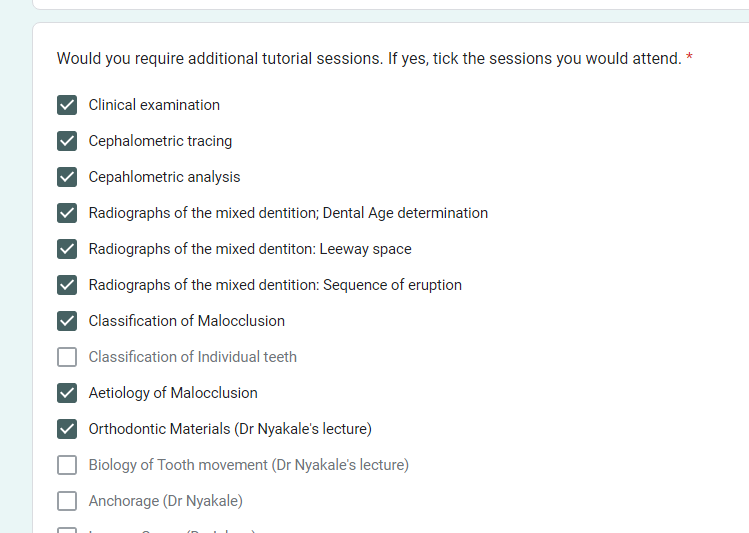 Would you require additional tutorial sessions. If yes, tick the sessions you would attend. *
Clinical examination
Cephalometric tracing
Cepahlometric analysis
Radiographs of the mixed dentition; Dental Age determination
Radiographs of the mixed dentiton: Leeway space
Radiographs of the mixed dentition: Sequence of eruption
Classification of Malocclusion
Classification of Individual teeth
Aetiology of Malocclusion
Orthodontic Materials (Dr Nyakale's lecture)
Biology of Tooth movement (Dr Nyakale's lecture)
Anchorage (Dr Nyakale)